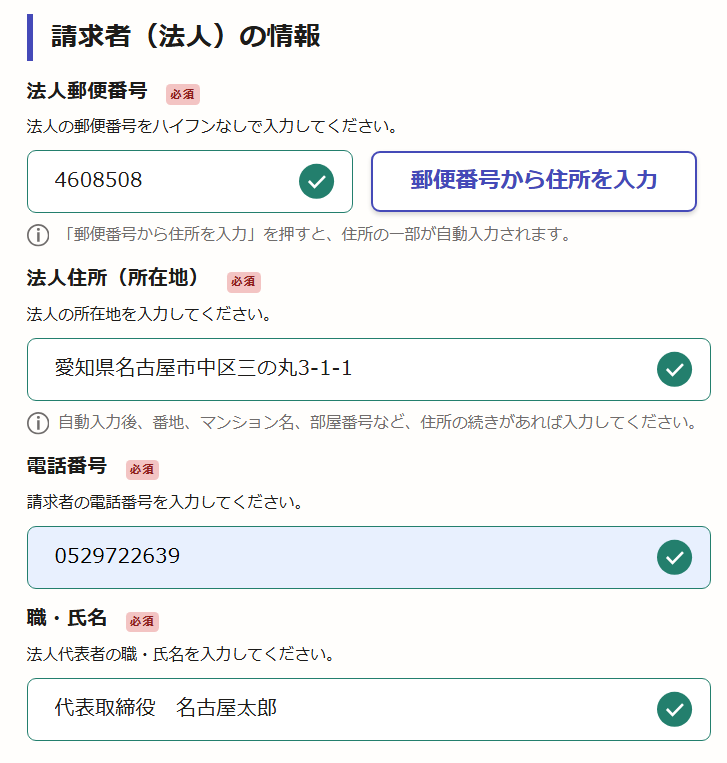 請求者（法人）の情報
法人郵便番号 必須
法人の郵便番号をハイフンなしで入力してください。
4608508 郵便番号から住所を入力
「郵便番号から住所を入力」を押すと、住所の一部が自動入力されます。
法人住所（所在地） 必須
法人の所在地を入力してください。
愛知県名古屋市中区三の丸3-1-1
自動入力後、番地、マンション名、部屋番号など、住所の続きがあれば入力してください。
電話番号 必須
請求者の電話番号を入力してください。
0529722639
職・氏名 必須
法人代表者の職・氏名を入力してください。
代表取締役　名古屋太郎